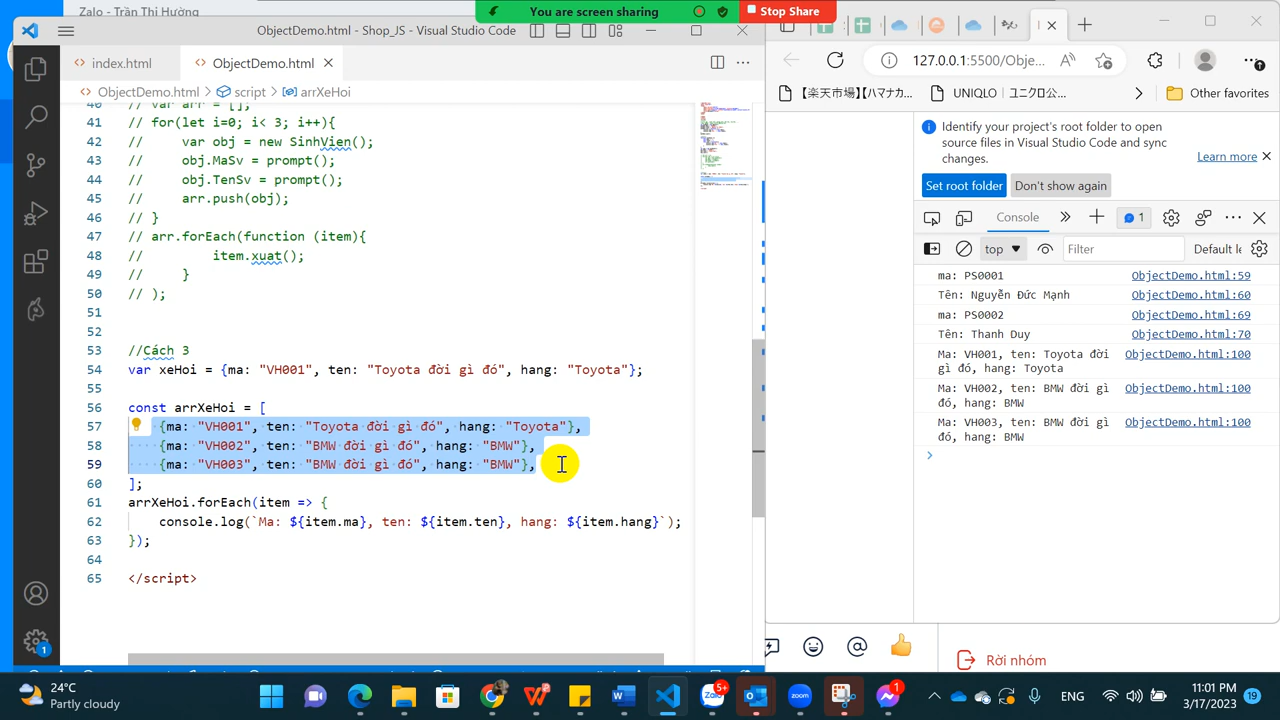 Zalo - Trần Thị Hường
You are screen sharing
Stop Share
ObjectDemo.html - Shop_JS - Visual Studio Code
index.html
ObjectDemo.html
ObjectDemo.html > script > arrXeHoi
40 // var arr = [];
41 // for(let i=0; i< 3 i++){
42 //     var obj = new SinhVien();
43 //     obj.MaSv = prompt();
44 //     obj.TenSv = prompt();
45 //     arr.push(obj);
46 // }
47 // arr.forEach(function (item){
48 //         item.xuat();
49 //     }
50 // );
51
52
53 //Cách 3
54 var xeHoi = {ma: "VH001", ten: "Toyota đời gì đó", hang: "Toyota"};
55
56 const arrXeHoi = [
57 {ma: "VH001", ten: "Toyota đời gì đó", hang: "Toyota"},
58 {ma: "VH002", ten: "BMW đời gì đó", hang: "BMW"},
59 {ma: "VH003", ten: "BMW đời gì đó", hang: "BMW"},
60 ];
61 arrXeHoi.forEach(item => {
62 console.log(`Ma: ${item.ma}, ten: ${item.ten}, hang: ${item.hang}`);
63 });
64
65 </script>
127.0.0.1:5500/Obje...
【楽天市場】【ハマナカ...
UNIQLO｜ユニクロ公...
Other favorites
Identify your project's root folder to open
source files in Visual Studio Code and sync
changes.
Learn more
Set root folder
Don't show again
Console
1
top
Filter
Default le
ma: PS0001 ObjectDemo.html:59
Tên: Nguyễn Đức Mạnh ObjectDemo.html:60
ma: PS0002 ObjectDemo.html:69
Tên: Thanh Duy ObjectDemo.html:70
Ma: VH001, ten: Toyota đời ObjectDemo.html:100
gì đó, hang: Toyota
Ma: VH002, ten: BMW đời gì ObjectDemo.html:100
đó, hang: BMW
Ma: VH003, ten: BMW đời gì ObjectDemo.html:100
đó, hang: BMW
Rời nhóm
1
24°C
Partly cloudy
5+
zoom
1
ENG
11:01 PM
3/17/2023
19